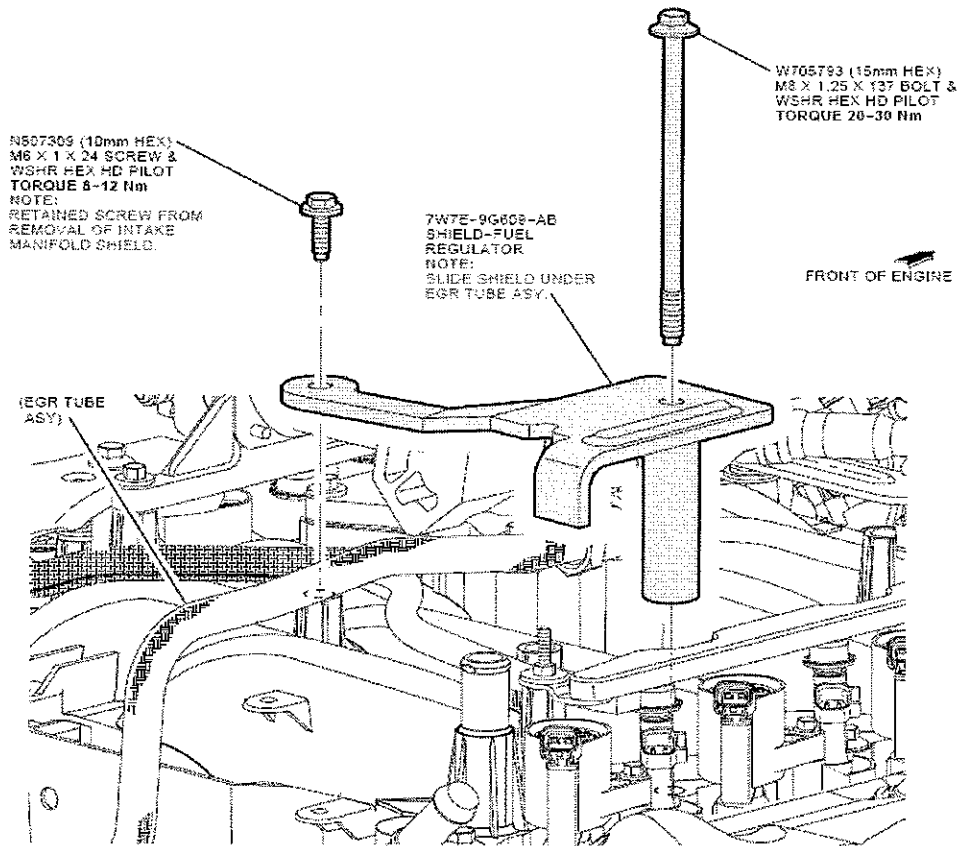 W705793 (15mm HEX)
M8 X 1.25 X 137 BOLT &
WSHR HEX HD PILOT
TORQUE 20-30 Nm
N807309 (10mm HEX)
M6 X 1 X 24 SCREW &
WSHR HEX HD PILOT
TORQUE 8-12 Nm
NOTE:
RETAINED SCREW FROM
REMOVAL OF INTAKE
MANIFOLD SHIELD.
7W7E-9G609-AB
SHIELD-FUEL
REGULATOR
NOTE:
SLIDE SHIELD UNDER
EGR TUBE ASY.
FRONT OF ENGINE
(EGR TUBE
ASY)